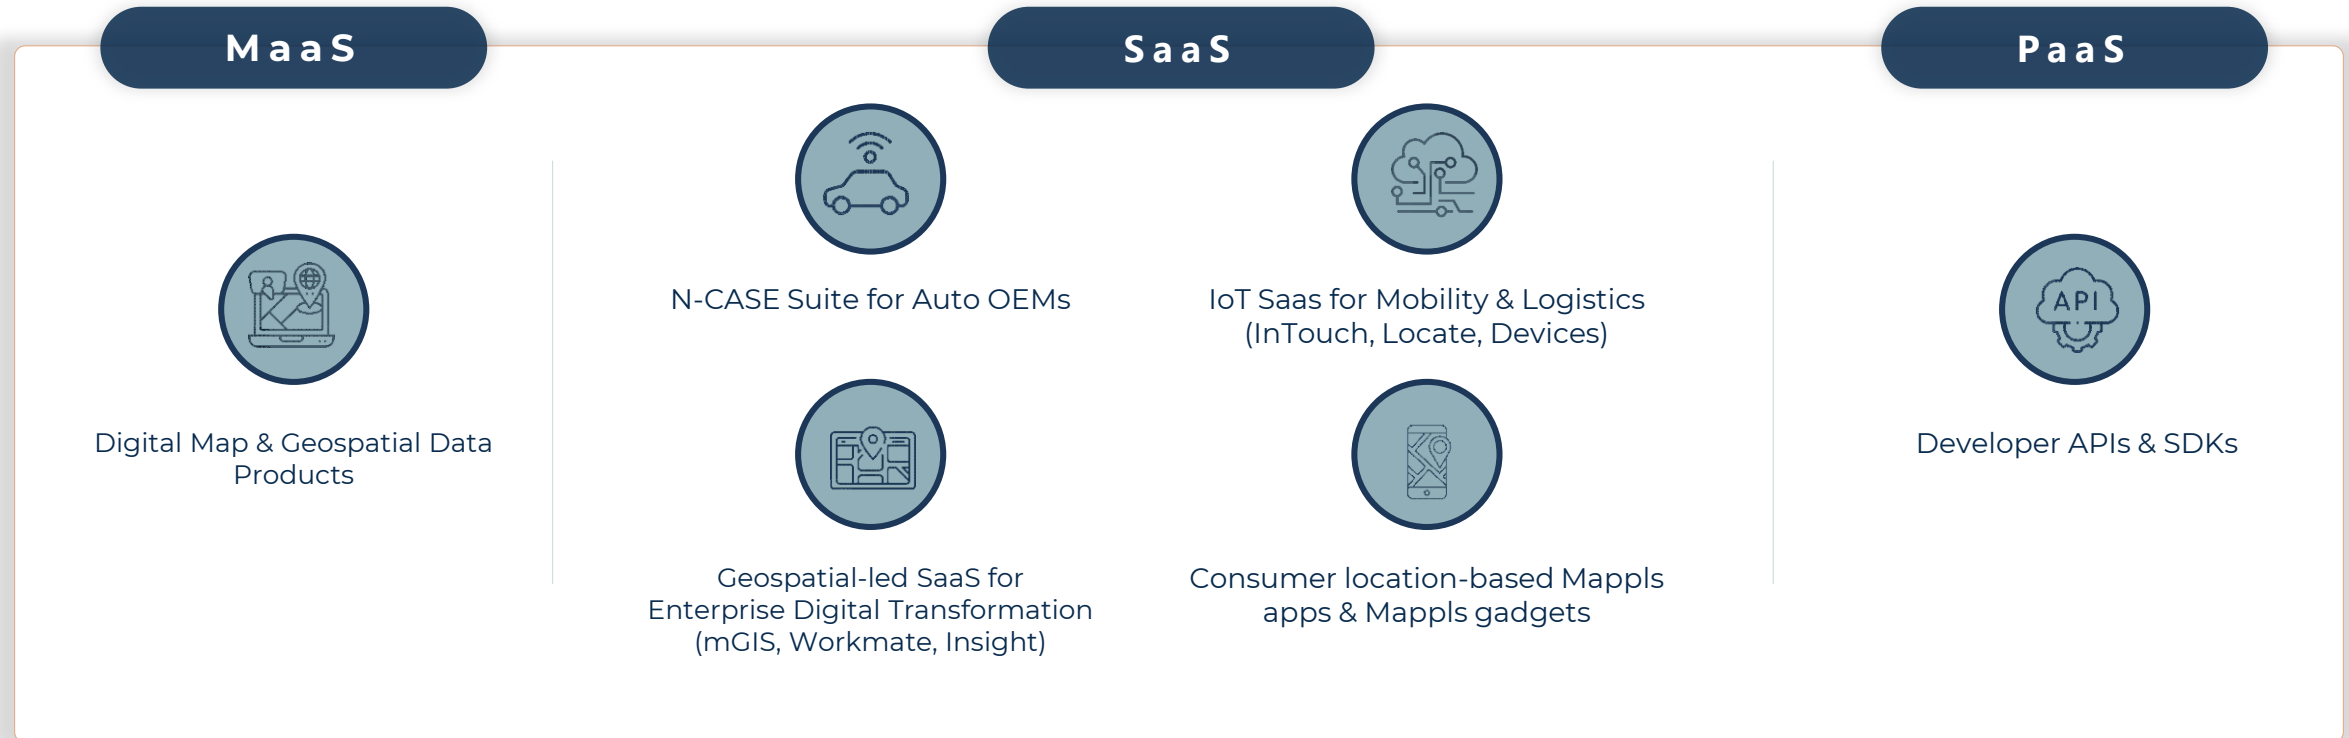 MaaS
SaaS
PaaS
Digital Map & Geospatial Data
Products
N-CASE Suite for Auto OEMs
IoT Saas for Mobility & Logistics
(InTouch, Locate, Devices)
Geospatial-led SaaS for
Enterprise Digital Transformation
(mGIS, Workmate, Insight)
Consumer location-based Mappls
apps & Mappls gadgets
API
Developer APIs & SDKs